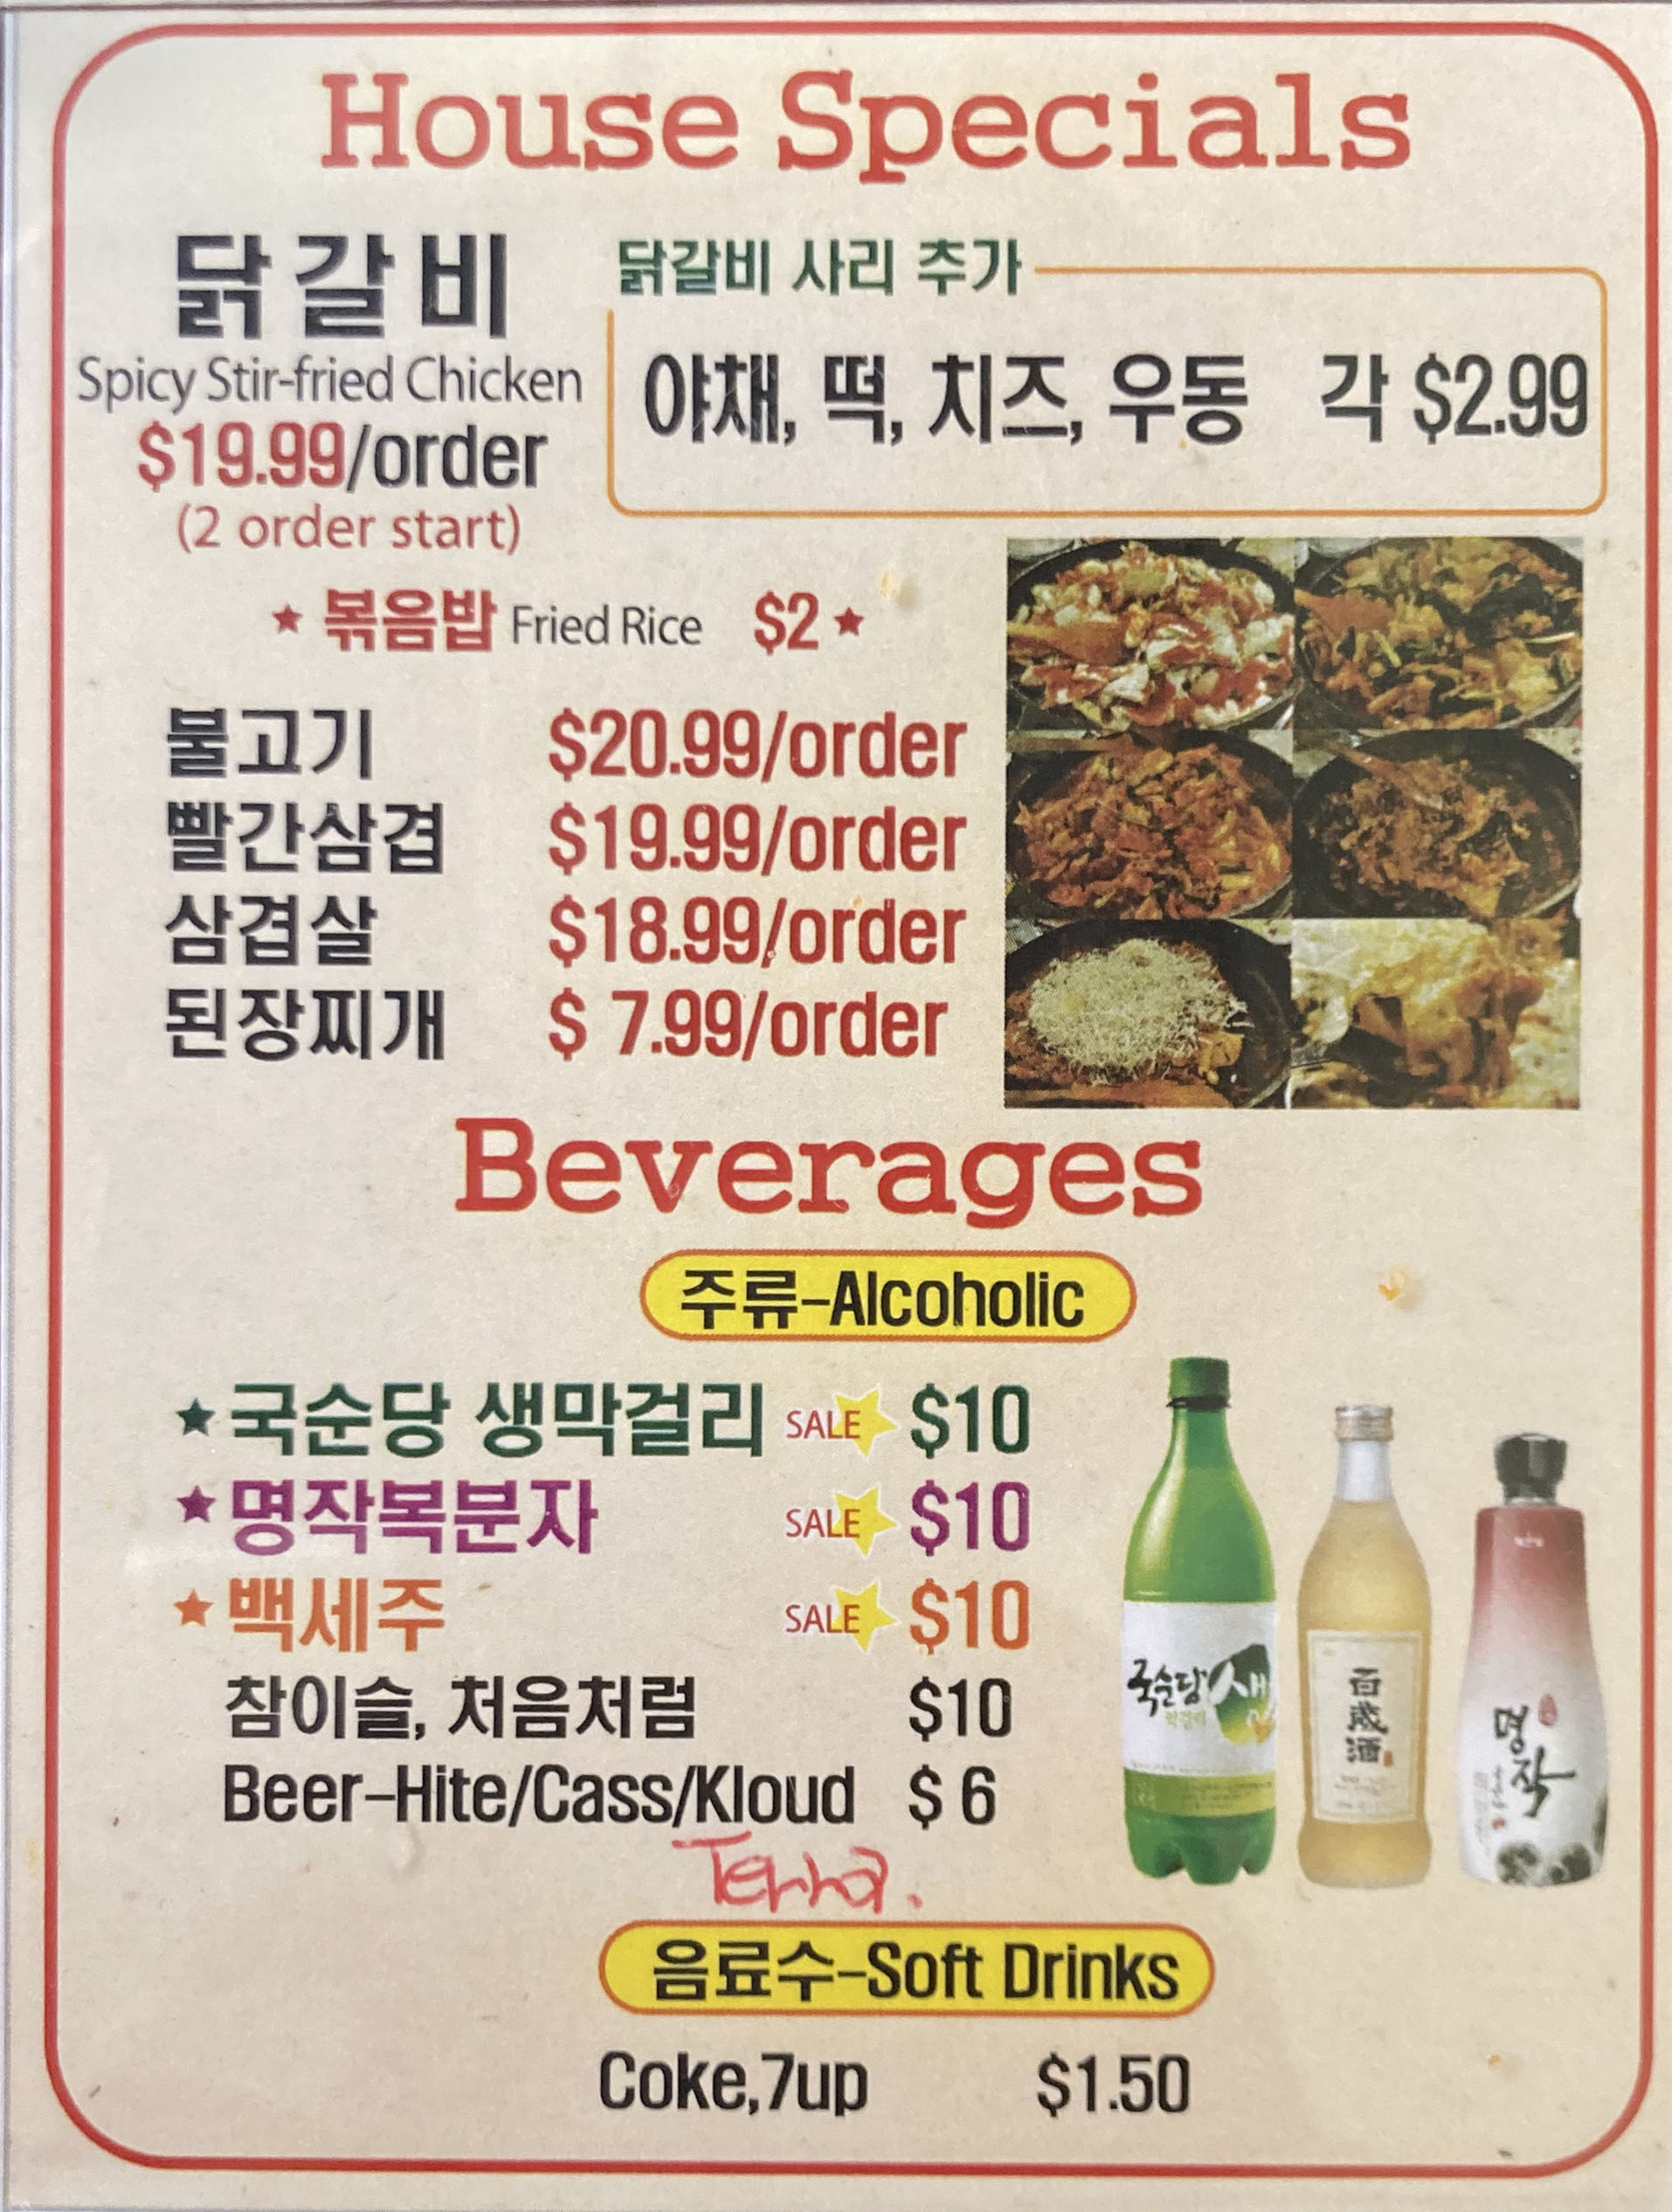 House Specials
닭갈비
Spicy Stir-fried Chicken
$19.99/order
(2 order start)
닭갈비 사리 추가
야채, 떡, 치즈, 우동 각 $2.99
★ 볶음밥 Fried Rice $2 ★
불고기 $20.99/order
빨간삼겹 $19.99/order
삼겹살 $18.99/order
된장찌개 $ 7.99/order
Beverages
주류-Alcoholic
★국순당 생막걸리 SALE $10
★명작복분자 SALE $10
★백세주 SALE $10
참이슬, 처음처럼 $10
Beer-Hite/Cass/Kloud $ 6
Terra.
국순당 생
막걸리
百歲酒
명작
음료수-Soft Drinks
Coke,7up $1.50